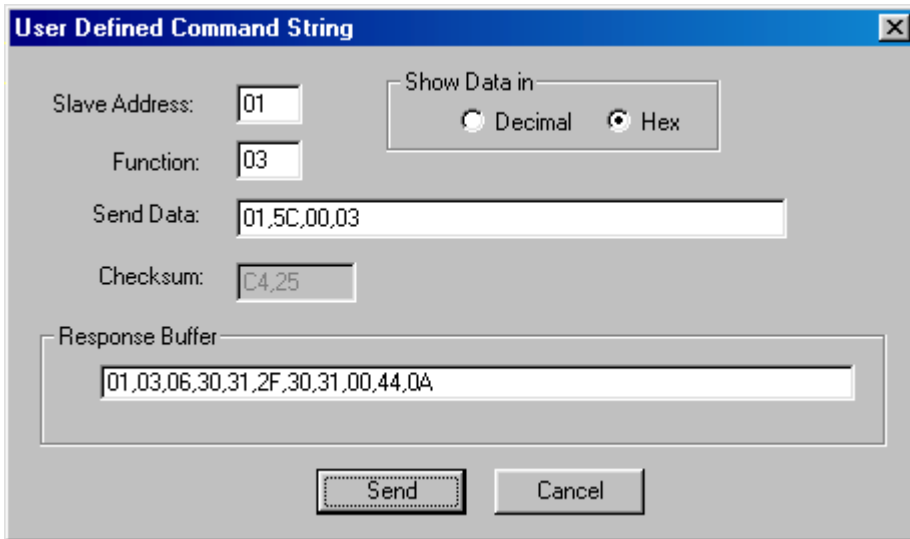 User Defined Command String
Show Data in
Slave Address: 01
Decimal Hex
Function: 03
Send Data: 01,5C,00,03
Checksum: C4,25
Response Buffer
01,03,06,30,31,2F,30,31,00,44,0A
Send Cancel